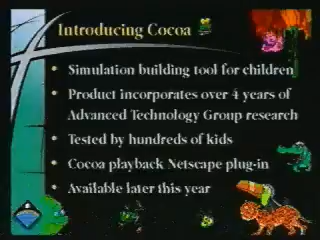 Introducing Cocoa
• Simulation building tool for children
• Product incorporates over 4 years of
Advanced Technology Group research
• Tested by hundreds of kids
• Cocoa playback Netscape plug-in
• Available later this year